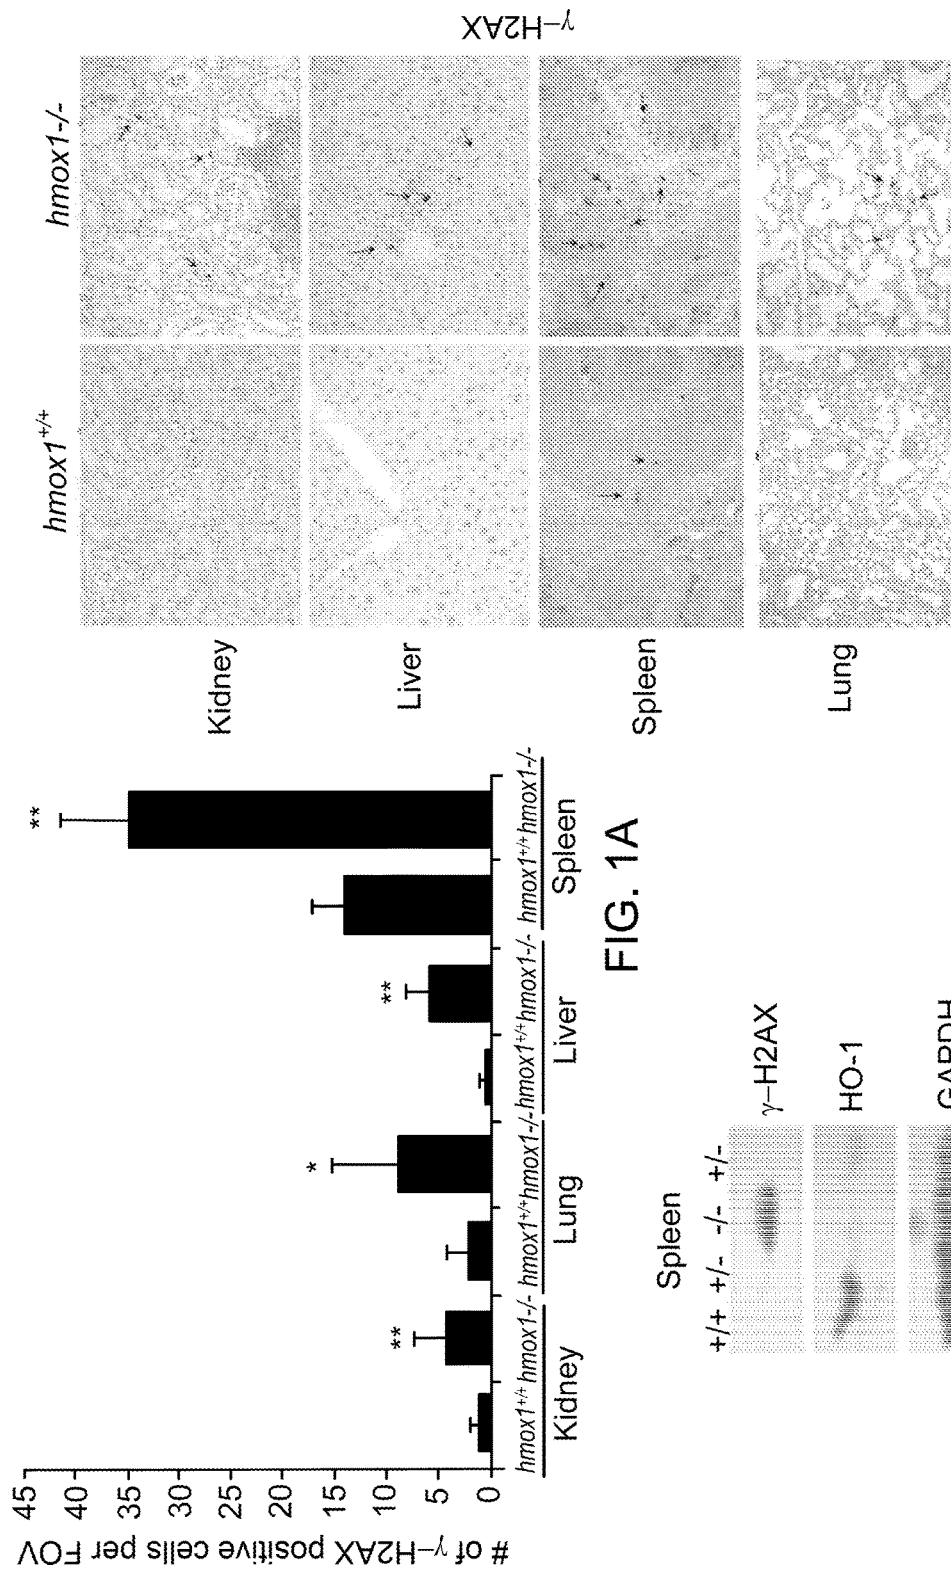 hmox1+/+
hmox1-/-
Kidney
Liver
Spleen
Lung
γ–H2AX
# of γ–H2AX positive cells per FOV
45
40
35
30
25
20
15
10
5
0
**
*
**
**
hmox1+/+ hmox1-/- hmox1+/+ hmox1-/- hmox1+/+ hmox1-/- hmox1+/+ hmox1-/-
Kidney Lung Liver Spleen
FIG. 1A
Spleen
+/+ +/- -/- +/-
γ–H2AX
HO-1
GAPDH